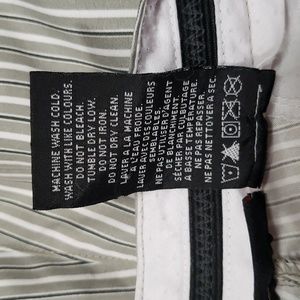 MACHINE WASH COLD.
WASH WITH LIKE COLOURS.
DO NOT BLEACH.
TUMBLE DRY LOW.
DO NOT IRON.
DO NOT DRY CLEAN.
LAVER A LA MACHINE
A L'EAU FROIDE.
LAVER AVEC LES COULEURS
SEMBLABLES.
NE PAS UTILISER D'AGENT
DE BLANCHIMENT.
SÉCHER PAR CULBUTAGE
A BASSE TEMPERATURE.
NE PAS REPASSER.
NE PAS NETTOYER A SEC.